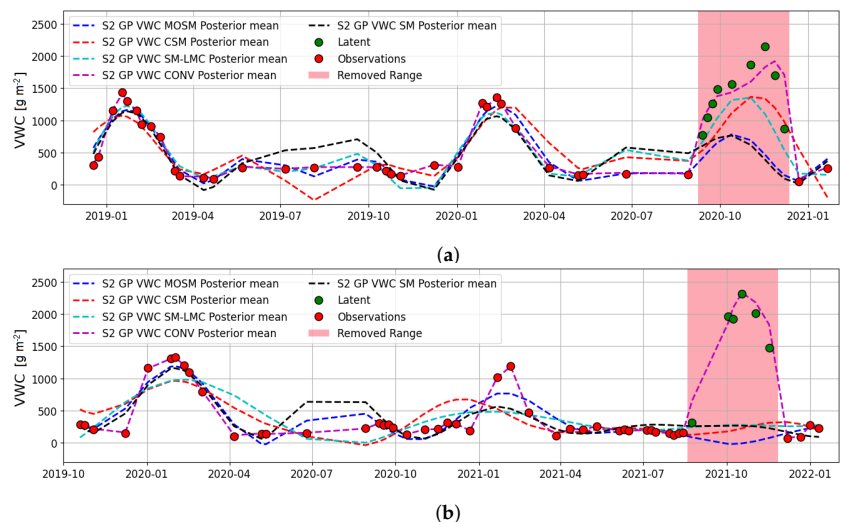 S2 GP VWC MOSM Posterior mean
S2 GP VWC CSM Posterior mean
S2 GP VWC SM-LMC Posterior mean
S2 GP VWC CONV Posterior mean
S2 GP VWC SM Posterior mean
Latent
Observations
Removed Range
VWC [g m-2]
2500
2000
1500
1000
500
0
2019-01 2019-04 2019-07 2019-10 2020-01 2020-04 2020-07 2020-10 2021-01
(a)
S2 GP VWC MOSM Posterior mean
S2 GP VWC CSM Posterior mean
S2 GP VWC SM-LMC Posterior mean
S2 GP VWC CONV Posterior mean
S2 GP VWC SM Posterior mean
Latent
Observations
Removed Range
VWC [g m-2]
2500
2000
1500
1000
500
0
2019-10 2020-01 2020-04 2020-07 2020-10 2021-01 2021-04 2021-07 2021-10 2022-01
(b)